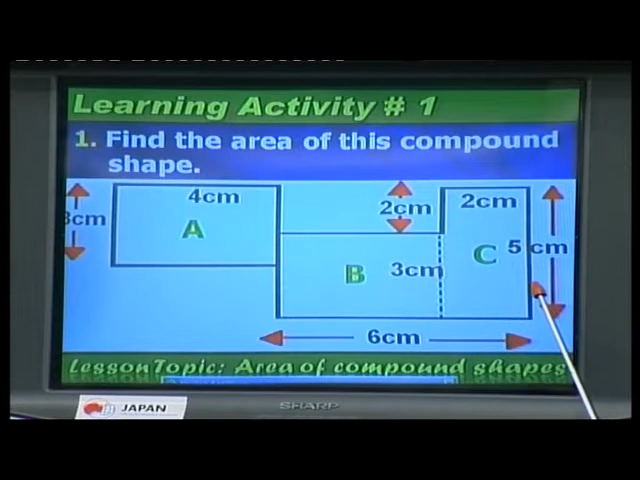 Learning Activity # 1
1. Find the area of this compound
shape.
4cm
2cm
2cm
3cm
A
B
3cm
C
5 cm
6cm
Lesson Topic: Area of compound shapes
JAPAN
SHARP